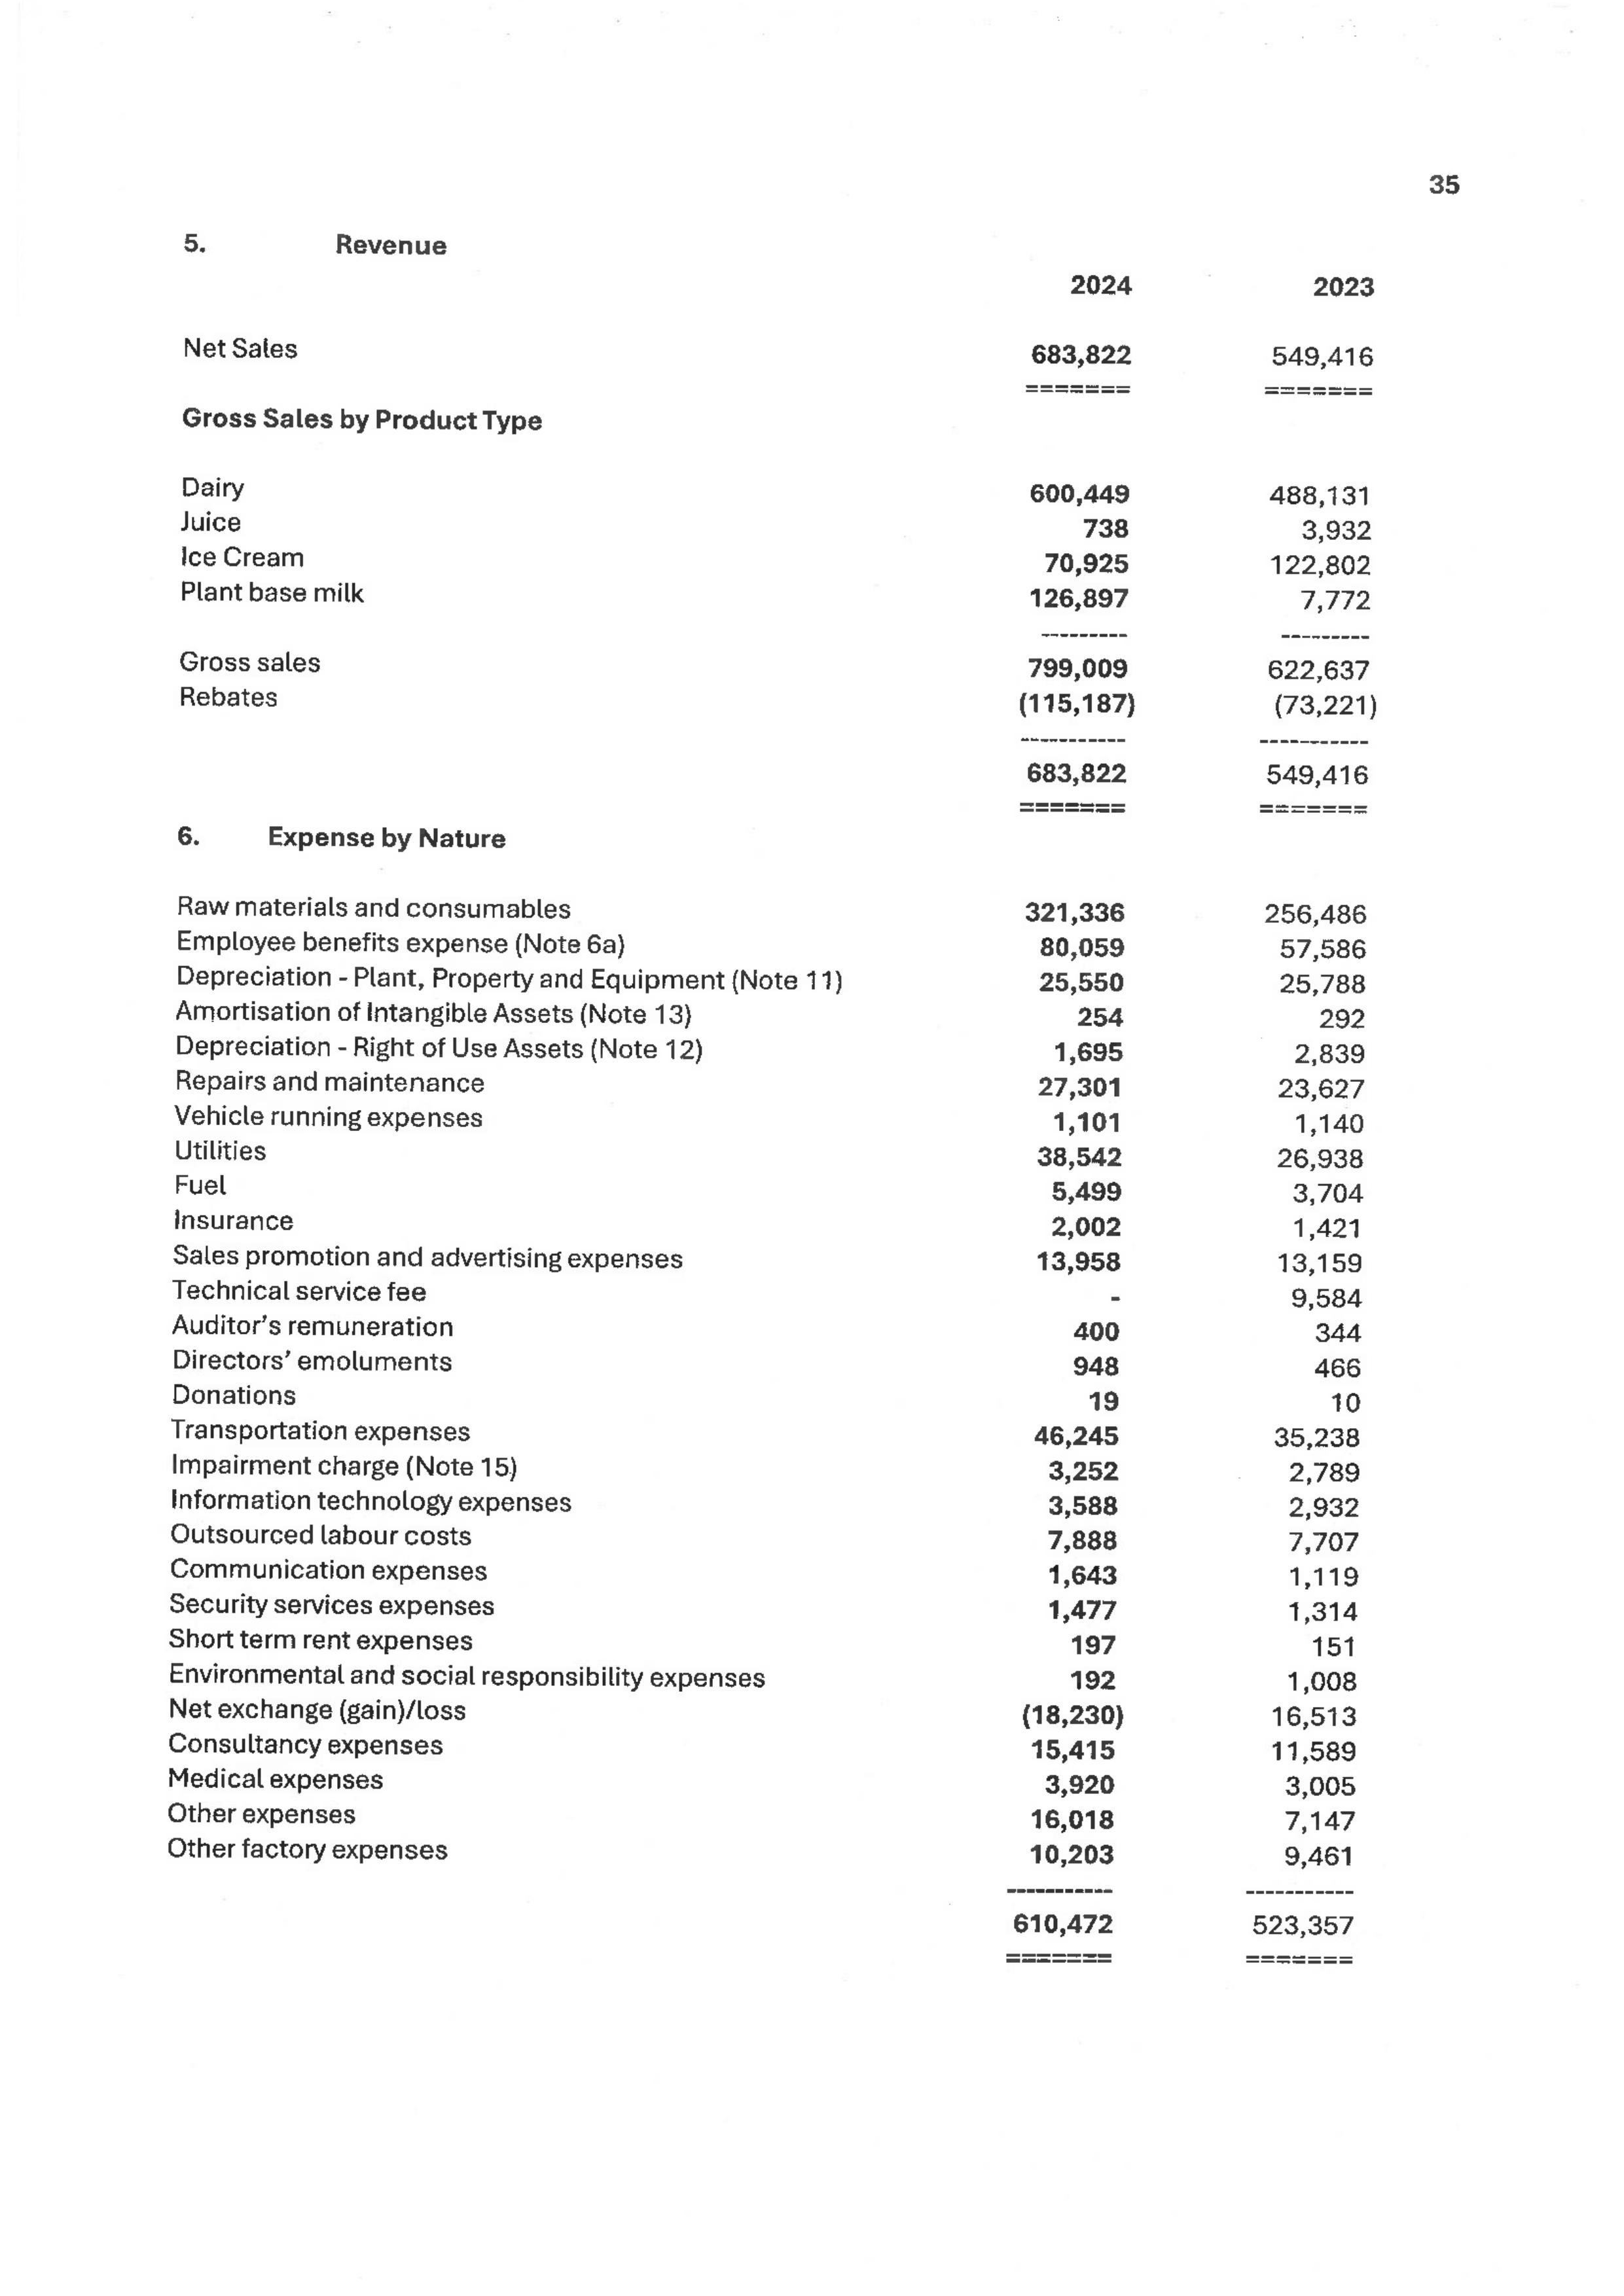 35
5. Revenue
2024 2023
Net Sales 683,822 549,416
======= =======
Gross Sales by Product Type
Dairy 600,449 488,131
Juice 738 3,932
Ice Cream 70,925 122,802
Plant base milk 126,897 7,772
--------- ---------
Gross sales 799,009 622,637
Rebates (115,187) (73,221)
----------- -----------
683,822 549,416
======= =======
6. Expense by Nature
Raw materials and consumables 321,336 256,486
Employee benefits expense (Note 6a) 80,059 57,586
Depreciation - Plant, Property and Equipment (Note 11) 25,550 25,788
Amortisation of Intangible Assets (Note 13) 254 292
Depreciation - Right of Use Assets (Note 12) 1,695 2,839
Repairs and maintenance 27,301 23,627
Vehicle running expenses 1,101 1,140
Utilities 38,542 26,938
Fuel 5,499 3,704
Insurance 2,002 1,421
Sales promotion and advertising expenses 13,958 13,159
Technical service fee - 9,584
Auditor's remuneration 400 344
Directors' emoluments 948 466
Donations 19 10
Transportation expenses 46,245 35,238
Impairment charge (Note 15) 3,252 2,789
Information technology expenses 3,588 2,932
Outsourced labour costs 7,888 7,707
Communication expenses 1,643 1,119
Security services expenses 1,477 1,314
Short term rent expenses 197 151
Environmental and social responsibility expenses 192 1,008
Net exchange (gain)/loss (18,230) 16,513
Consultancy expenses 15,415 11,589
Medical expenses 3,920 3,005
Other expenses 16,018 7,147
Other factory expenses 10,203 9,461
----------- -----------
610,472 523,357
======= =======